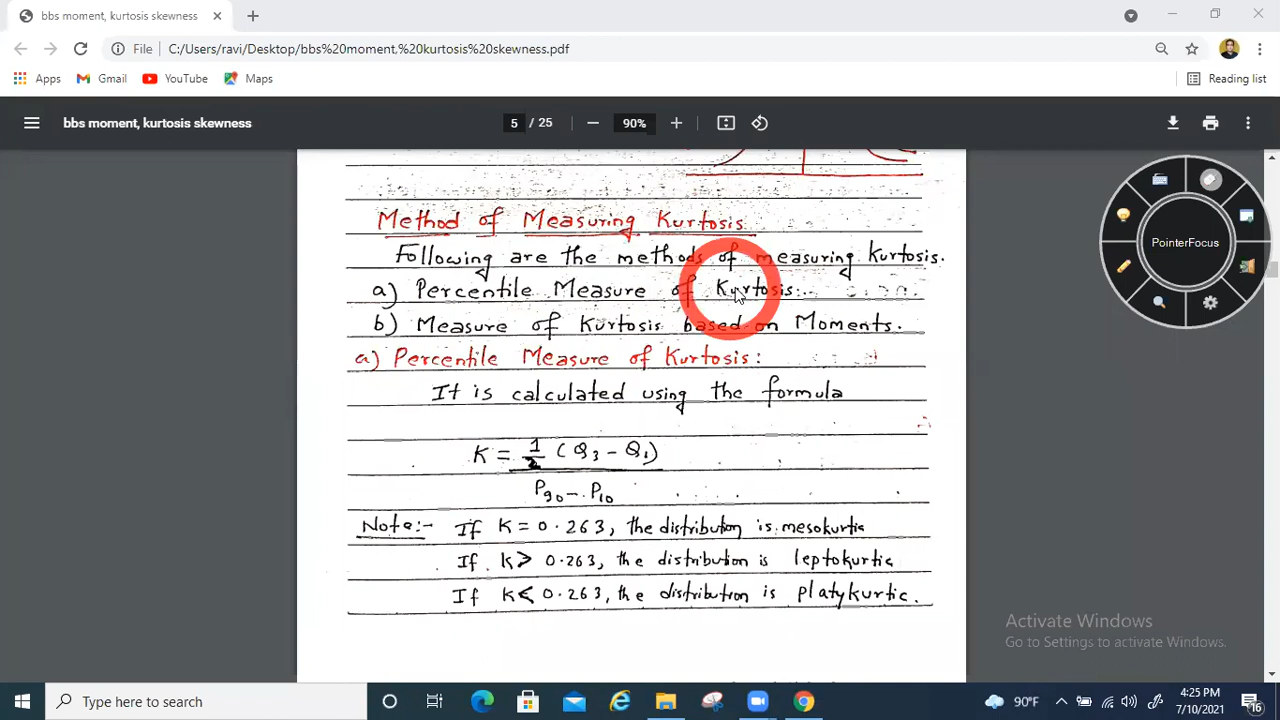 bbs moment, kurtosis skewness
File C:/Users/ravi/Desktop/bbs%20moment,%20kurtosis%20skewness.pdf
Apps Gmail YouTube Maps Reading list
bbs moment, kurtosis skewness 5 / 25 90%
Method of Measuring Kurtosis
Following are the methods of measuring kurtosis.
a) Percentile Measure of Kurtosis.
b) Measure of Kurtosis based on Moments.
a) Percentile Measure of Kurtosis:
It is calculated using the formula
K = 1/2 (Q3 - Q1)
P90 - P10
Note:- If K = 0.263, the distribution is mesokurtic
If K > 0.263, the distribution is leptokurtic
If K < 0.263, the distribution is platykurtic.
PointerFocus
Activate Windows
Go to Settings to activate Windows.
Type here to search
90°F
4:25 PM
7/10/2021
16